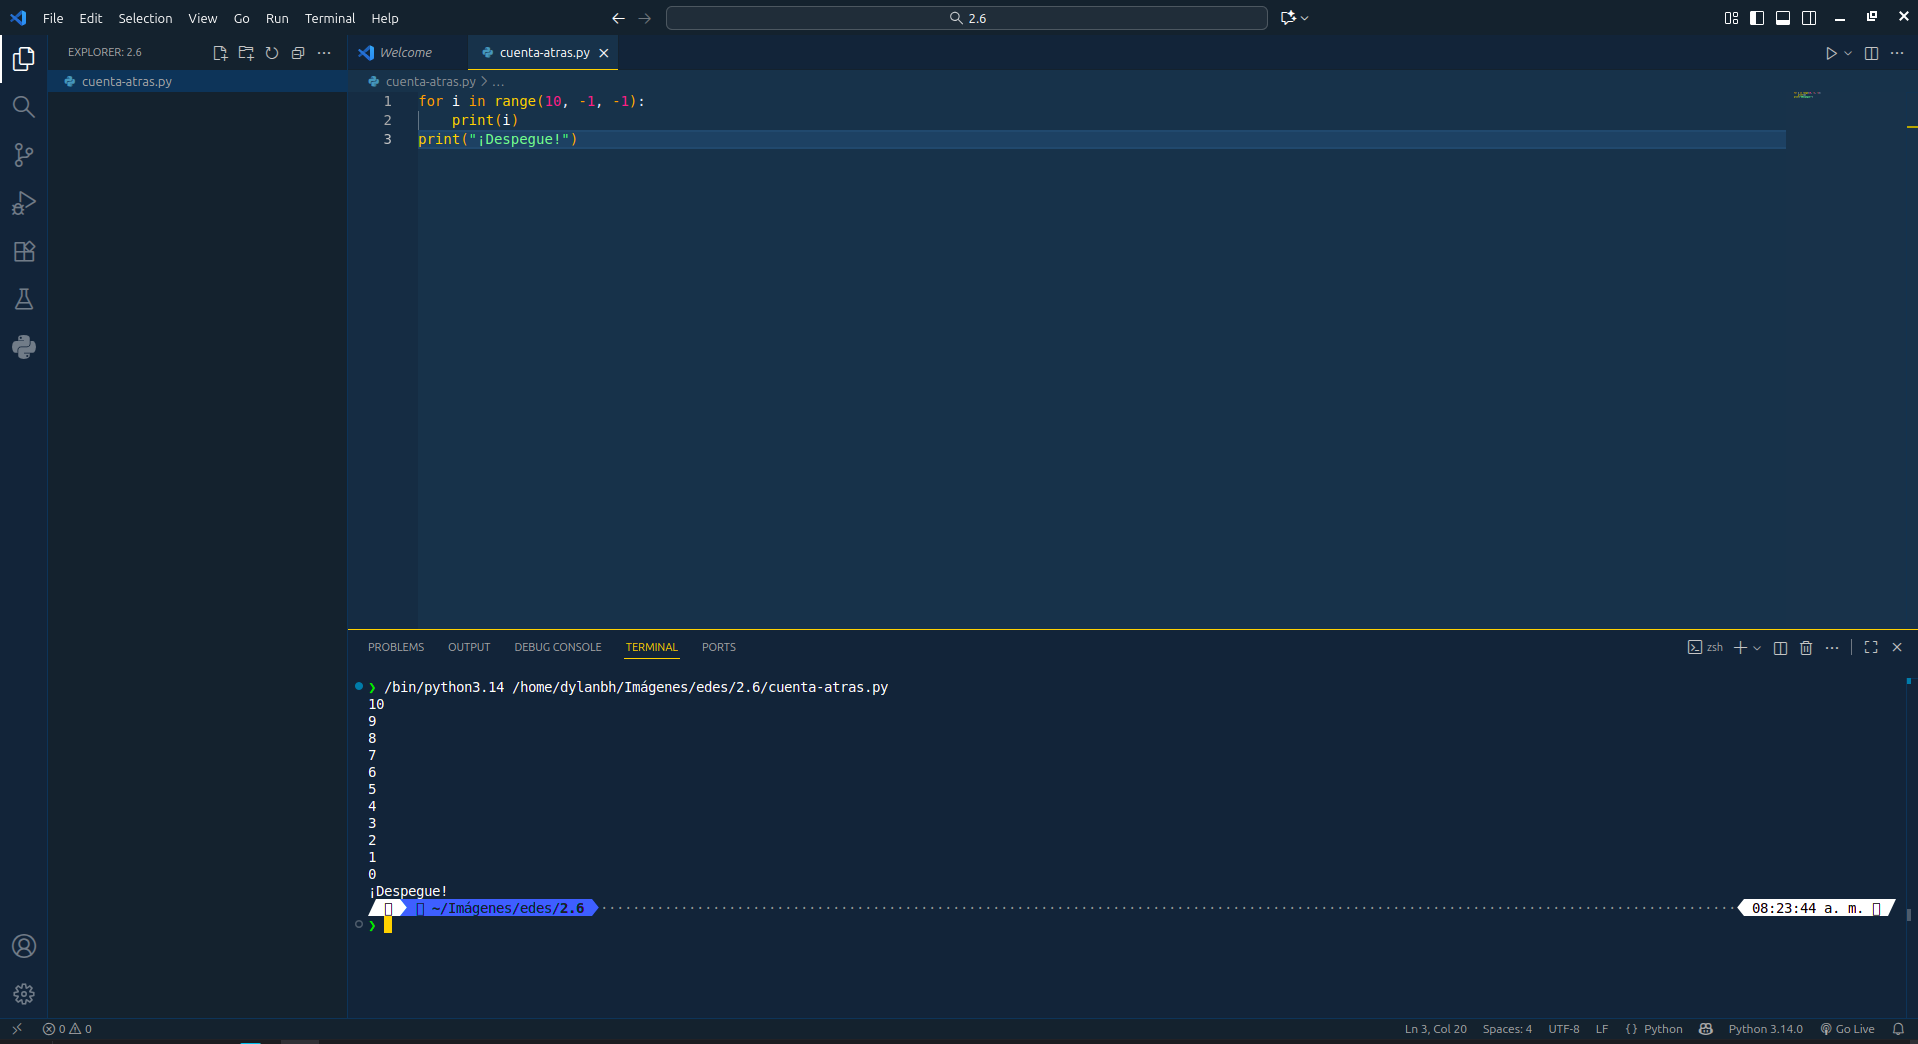 File Edit Selection View Go Run Terminal Help 2.6
EXPLORER: 2.6
cuenta-atras.py
Welcome cuenta-atras.py
cuenta-atras.py > ...
1 for i in range(10, -1, -1):
2     print(i)
3 print("¡Despegue!")
PROBLEMS OUTPUT DEBUG CONSOLE TERMINAL PORTS zsh
❯ /bin/python3.14 /home/dylanbh/Imágenes/edes/2.6/cuenta-atras.py
10
9
8
7
6
5
4
3
2
1
0
¡Despegue!
~/Imágenes/edes/2.6 08:23:44 a. m.
❯
0 0 Ln 3, Col 20 Spaces: 4 UTF-8 LF {} Python Python 3.14.0 Go Live